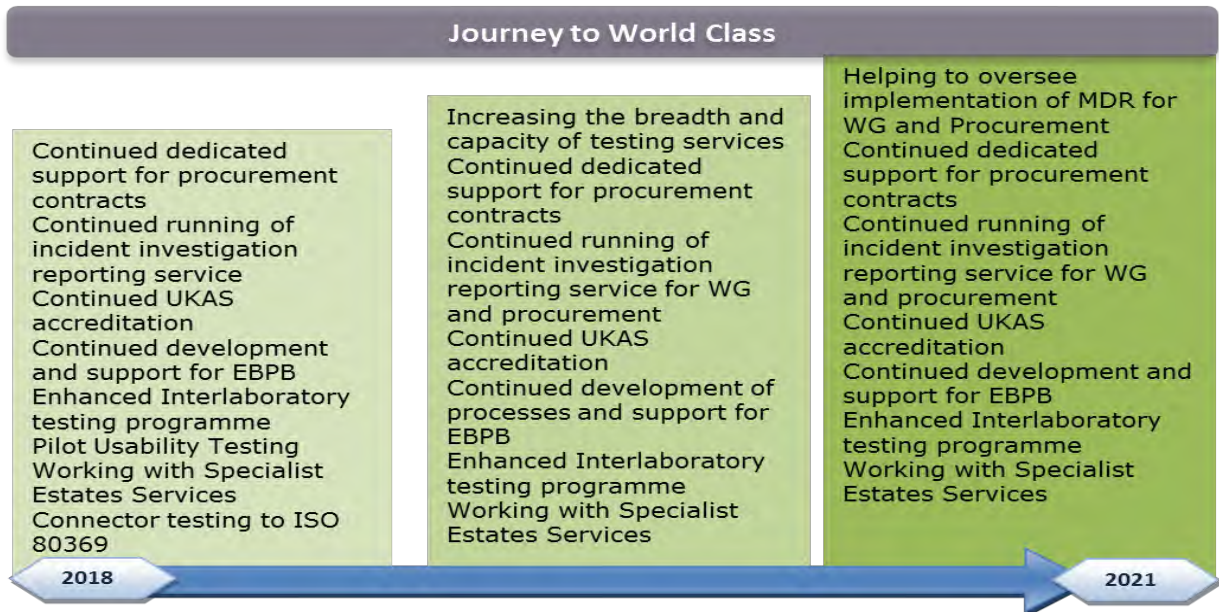 Journey to World Class
Continued dedicated
support for procurement
contracts
Continued running of
incident investigation
reporting service
Continued UKAS
accreditation
Continued development
and support for EBPB
Enhanced Interlaboratory
testing programme
Pilot Usability Testing
Working with Specialist
Estates Services
Connector testing to ISO
80369
Increasing the breadth and
capacity of testing services
Continued dedicated
support for procurement
contracts
Continued running of
incident investigation
reporting service for WG
and procurement
Continued UKAS
accreditation
Continued development of
processes and support for
EBPB
Enhanced Interlaboratory
testing programme
Working with Specialist
Estates Services
Helping to oversee
implementation of MDR for
WG and Procurement
Continued dedicated
support for procurement
contracts
Continued running of
incident investigation
reporting service for WG
and procurement
Continued UKAS
accreditation
Continued development and
support for EBPB
Enhanced Interlaboratory
testing programme
Working with Specialist
Estates Services
2018
2021